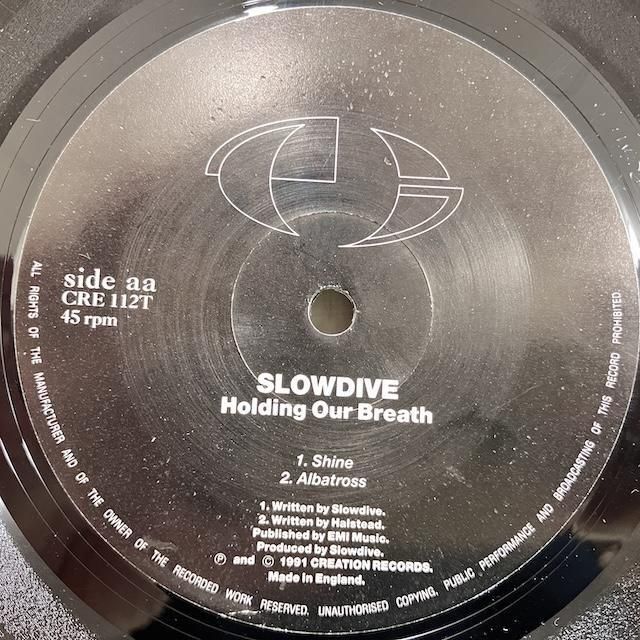 side aa
CRE 112T
45 rpm
SLOWDIVE
Holding Our Breath
1. Shine
2. Albatross
1. Written by Slowdive.
2. Written by Halstead.
Published by EMI Music.
Produced by Slowdive.
℗ and © 1991 CREATION RECORDS.
Made in England.
ALL RIGHTS OF THE MANUFACTURER AND OF THE OWNER OF THE RECORDED WORK RESERVED. UNAUTHORISED COPYING, PUBLIC PERFORMANCE AND BROADCASTING OF THIS RECORD PROHIBITED.